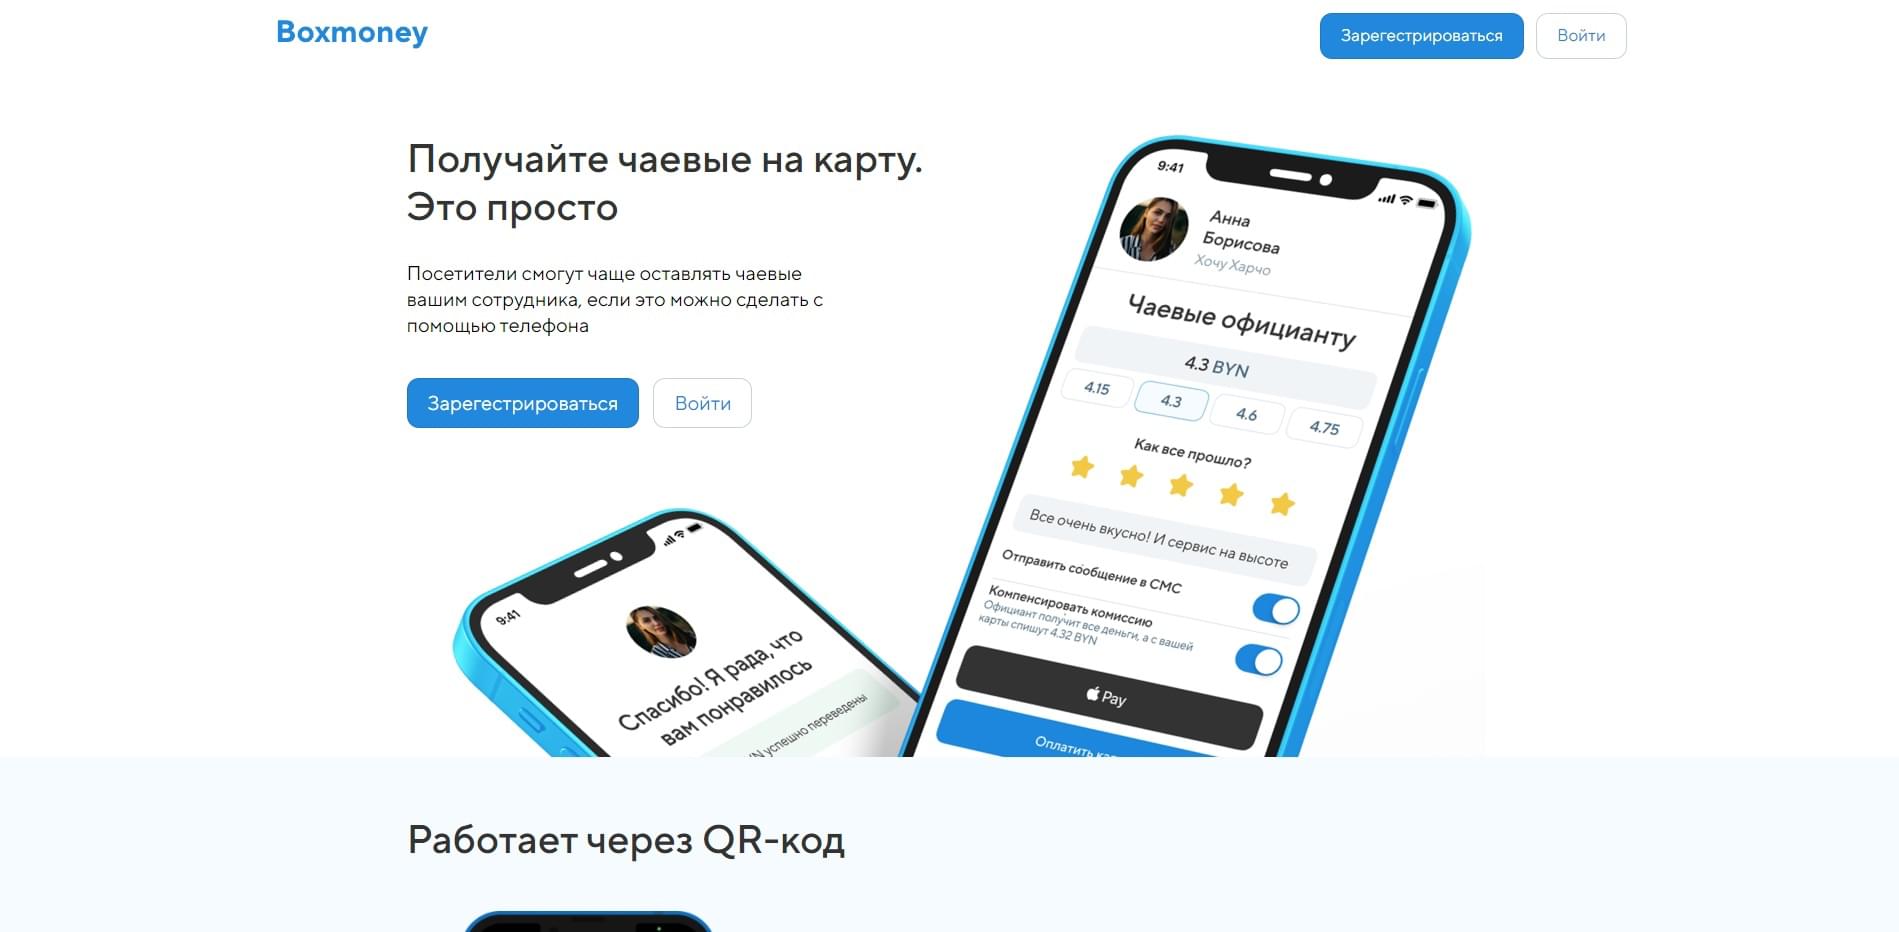 Boxmoney
Зарегестрироваться
Войти
Получайте чаевые на карту.
Это просто
Посетители смогут чаще оставлять чаевые
вашим сотрудника, если это можно сделать с
помощью телефона
Зарегестрироваться
Войти
9:41
Анна
Борисова
Хочу Харчо
Чаевые официанту
4.3 BYN
4.15
4.3
4.6
4.75
Как все прошло?
Все очень вкусно! И сервис на высоте
Отправить сообщение в СМС
Компенсировать комиссию
Официант получит все деньги, а с вашей
карты спишут 4.32 BYN
Pay
Оплатить
9:41
Спасибо! Я рада, что
вам понравилось
успешно переведены
Работает через QR-код